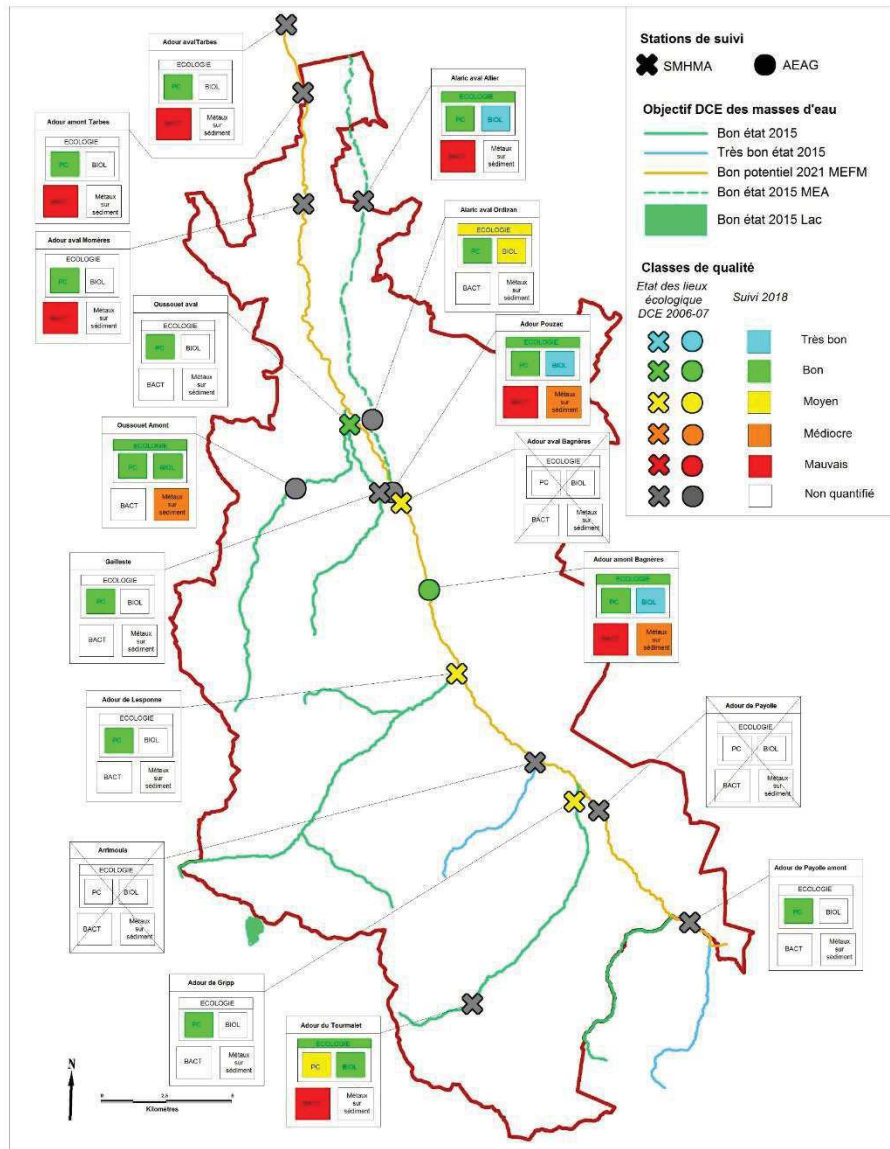 Adour aval Tarbes
ECOLOGIE
PC
BIOL
BACT
Métaux
sur
sédiment
Adour amont Tarbes
ECOLOGIE
PC
BIOL
BACT
Métaux
sur
sédiment
Adour aval Momères
ECOLOGIE
PC
BIOL
BACT
Métaux
sur
sédiment
Oussouet aval
ECOLOGIE
PC
BIOL
BACT
Métaux
sur
sédiment
Oussouet Amont
ECOLOGIE
PC
BIOL
BACT
Métaux
sur
sédiment
Gailleste
ECOLOGIE
PC
BIOL
BACT
Métaux
sur
sédiment
Adour de Lesponne
ECOLOGIE
PC
BIOL
BACT
Métaux
sur
sédiment
Arrimoula
ECOLOGIE
PC
BIOL
BACT
Métaux
sur
sédiment
Adour de Gripp
ECOLOGIE
PC
BIOL
BACT
Métaux
sur
sédiment
Adour du Tourmalet
ECOLOGIE
PC
BIOL
BACT
Métaux
sur
sédiment
Alaric aval Allier
ECOLOGIE
PC
BIOL
BACT
Métaux
sur
sédiment
Alaric aval Ordizan
ECOLOGIE
PC
BIOL
BACT
Métaux
sur
sédiment
Adour Pouzac
ECOLOGIE
PC
BIOL
BACT
Métaux
sur
sédiment
Adour aval Bagnères
ECOLOGIE
PC
BIOL
BACT
Métaux
sur
sédiment
Adour amont Bagnères
ECOLOGIE
PC
BIOL
BACT
Métaux
sur
sédiment
Adour de Payolle
ECOLOGIE
PC
BIOL
BACT
Métaux
sur
sédiment
Adour de Payolle amont
ECOLOGIE
PC
BIOL
BACT
Métaux
sur
sédiment
Stations de suivi
SMHMA
AEAG
Objectif DCE des masses d'eau
Bon état 2015
Très bon état 2015
Bon potentiel 2021 MEFM
Bon état 2015 MEA
Bon état 2015 Lac
Classes de qualité
Etat des lieux
écologique
DCE 2006-07
Suivi 2018
Très bon
Bon
Moyen
Médiocre
Mauvais
Non quantifié
N
0 2,5 5
Kilomètres